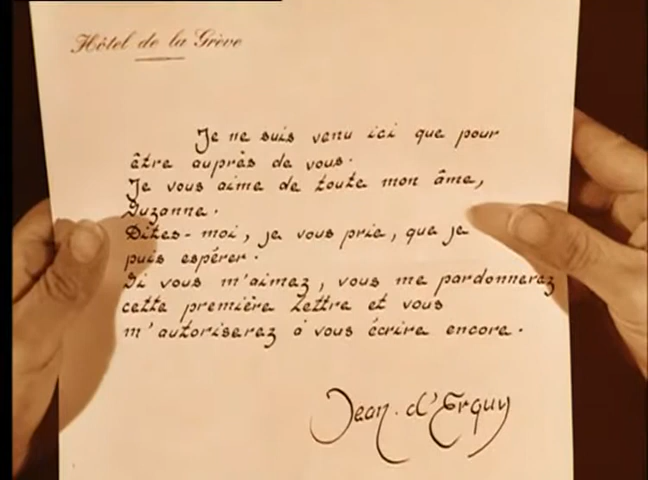 Hôtel de la Grève
Je ne suis venu ici que pour
être auprès de vous.
Je vous aime de toute mon âme,
Suzanne.
Dites-moi, je vous prie, que je
puis espérer.
Si vous m'aimez, vous me pardonnerez
cette première lettre et vous
m'autoriserez à vous écrire encore.
Jean d'Erquy